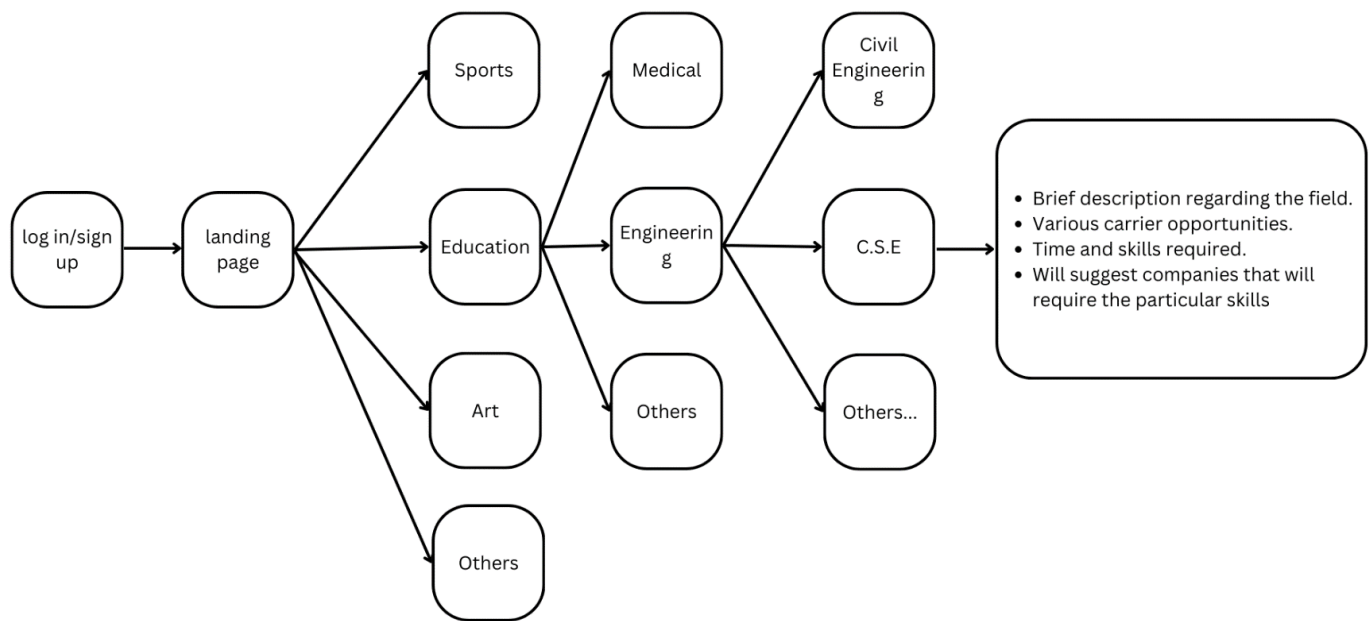 log in/sign
up
landing
page
Sports
Education
Art
Others
Medical
Engineerin
g
Others
Civil
Engineerin
g
C.S.E
Others...
• Brief description regarding the field.
• Various carrier opportunities.
• Time and skills required.
• Will suggest companies that will
require the particular skills